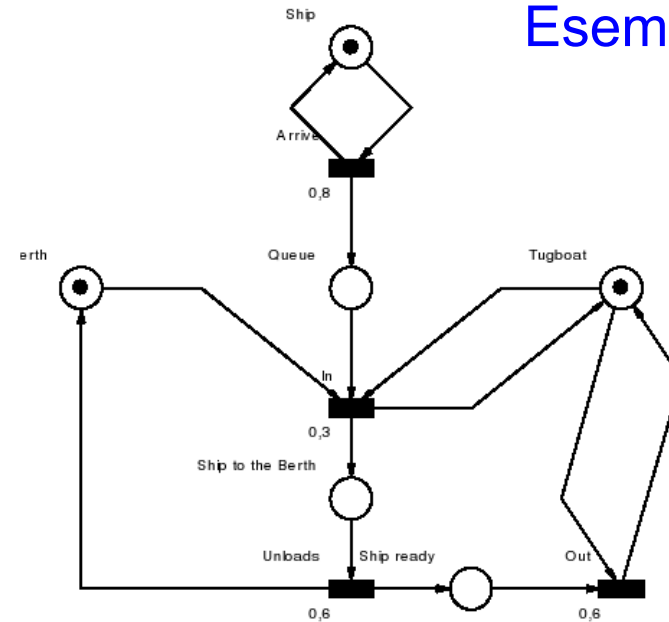 Ship
Esem
Arrive
0,8
erth
Queue
Tugboat
In
0,3
Ship to the Berth
Unloads
Ship ready
Out
0,6
0,6